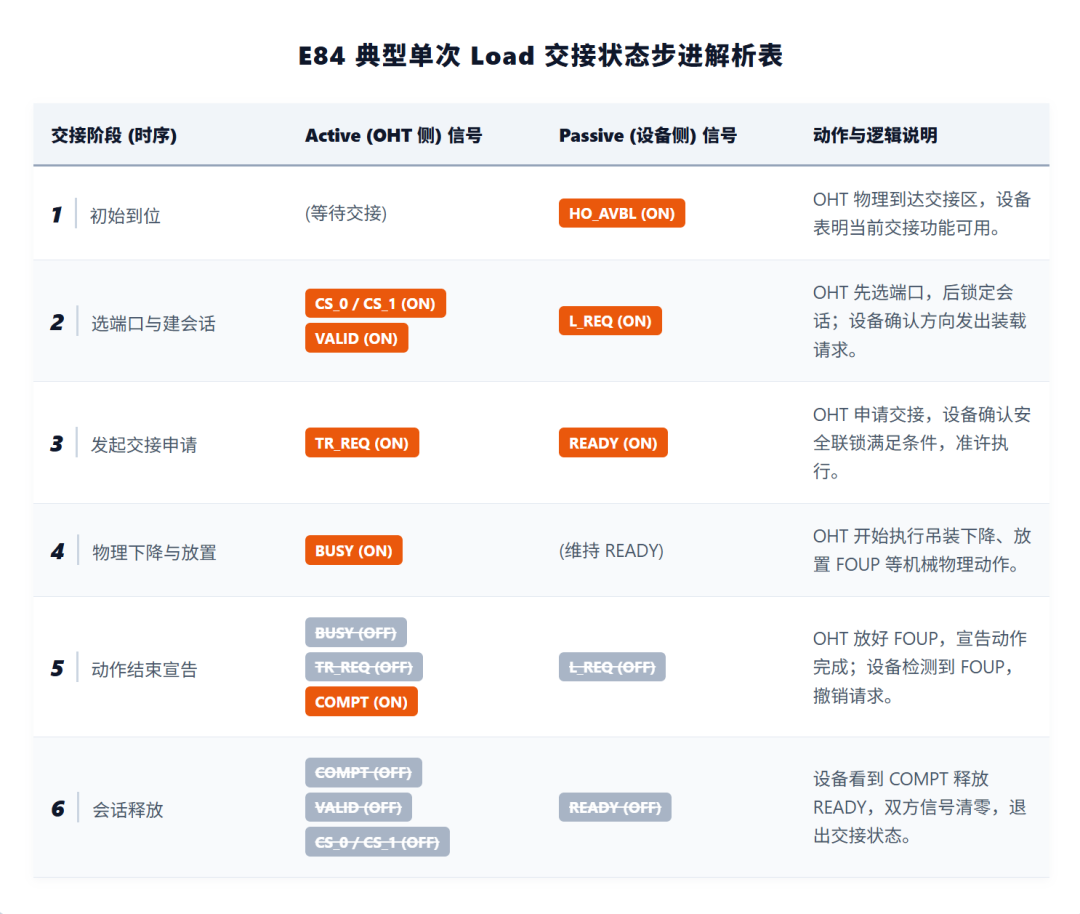 E84 典型单次 Load 交接状态步进解析表
交接阶段 (时序)
Active (OHT 侧) 信号
Passive (设备侧) 信号
动作与逻辑说明
1
初始到位
(等待交接)
HO_AVBL (ON)
OHT 物理到达交接区，设备
表明当前交接功能可用。
2
选端口与建会话
CS_0 / CS_1 (ON)
VALID (ON)
L_REQ (ON)
OHT 先选端口，后锁定会
话；设备确认方向发出装载
请求。
3
发起交接申请
TR_REQ (ON)
READY (ON)
OHT 申请交接，设备确认安
全联锁满足条件，准许执
行。
4
物理下降与放置
BUSY (ON)
(维持 READY)
OHT 开始执行吊装下降、放
置 FOUP 等机械物理动作。
5
动作结束宣告
BUSY (OFF)
TR_REQ (OFF)
COMPT (ON)
L_REQ (OFF)
OHT 放好 FOUP，宣告动作
完成；设备检测到 FOUP，
撤销请求。
6
会话释放
COMPT (OFF)
VALID (OFF)
CS_0 / CS_1 (OFF)
READY (OFF)
设备看到 COMPT 释放
READY，双方信号清零，退
出交接状态。